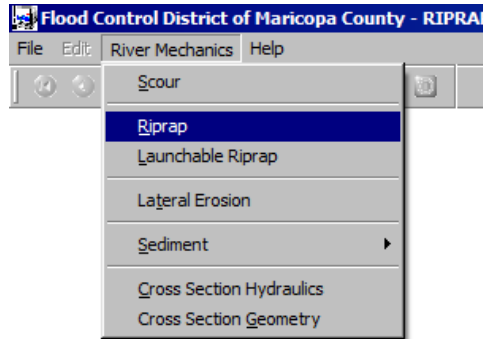 Flood Control District of Maricopa County - RIPRA
File Edit River Mechanics Help
Scour
Riprap
Launchable Riprap
Lateral Erosion
Sediment
Cross Section Hydraulics
Cross Section Geometry